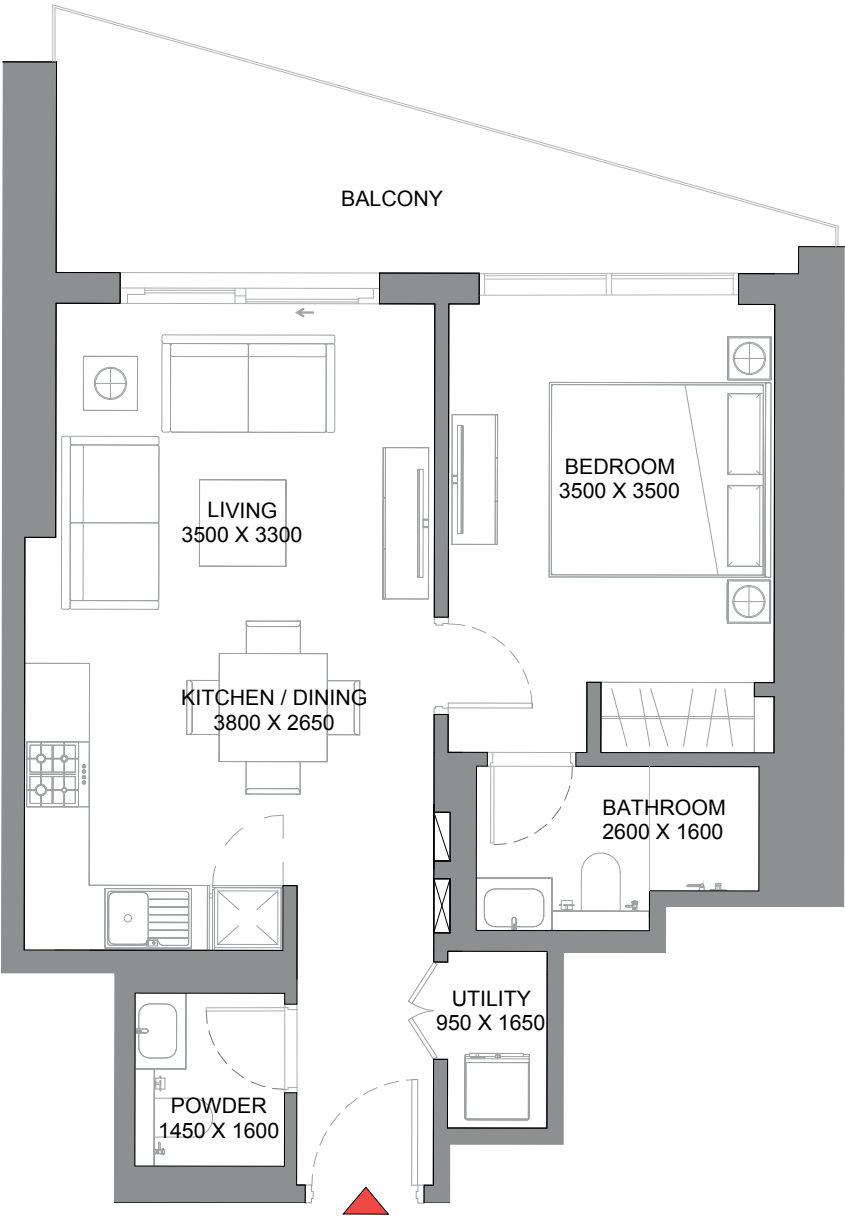 BALCONY
BEDROOM
3500 X 3500
LIVING
3500 X 3300
KITCHEN / DINING
3800 X 2650
BATHROOM
2600 X 1600
UTILITY
950 X 1650
POWDER
1450 X 1600